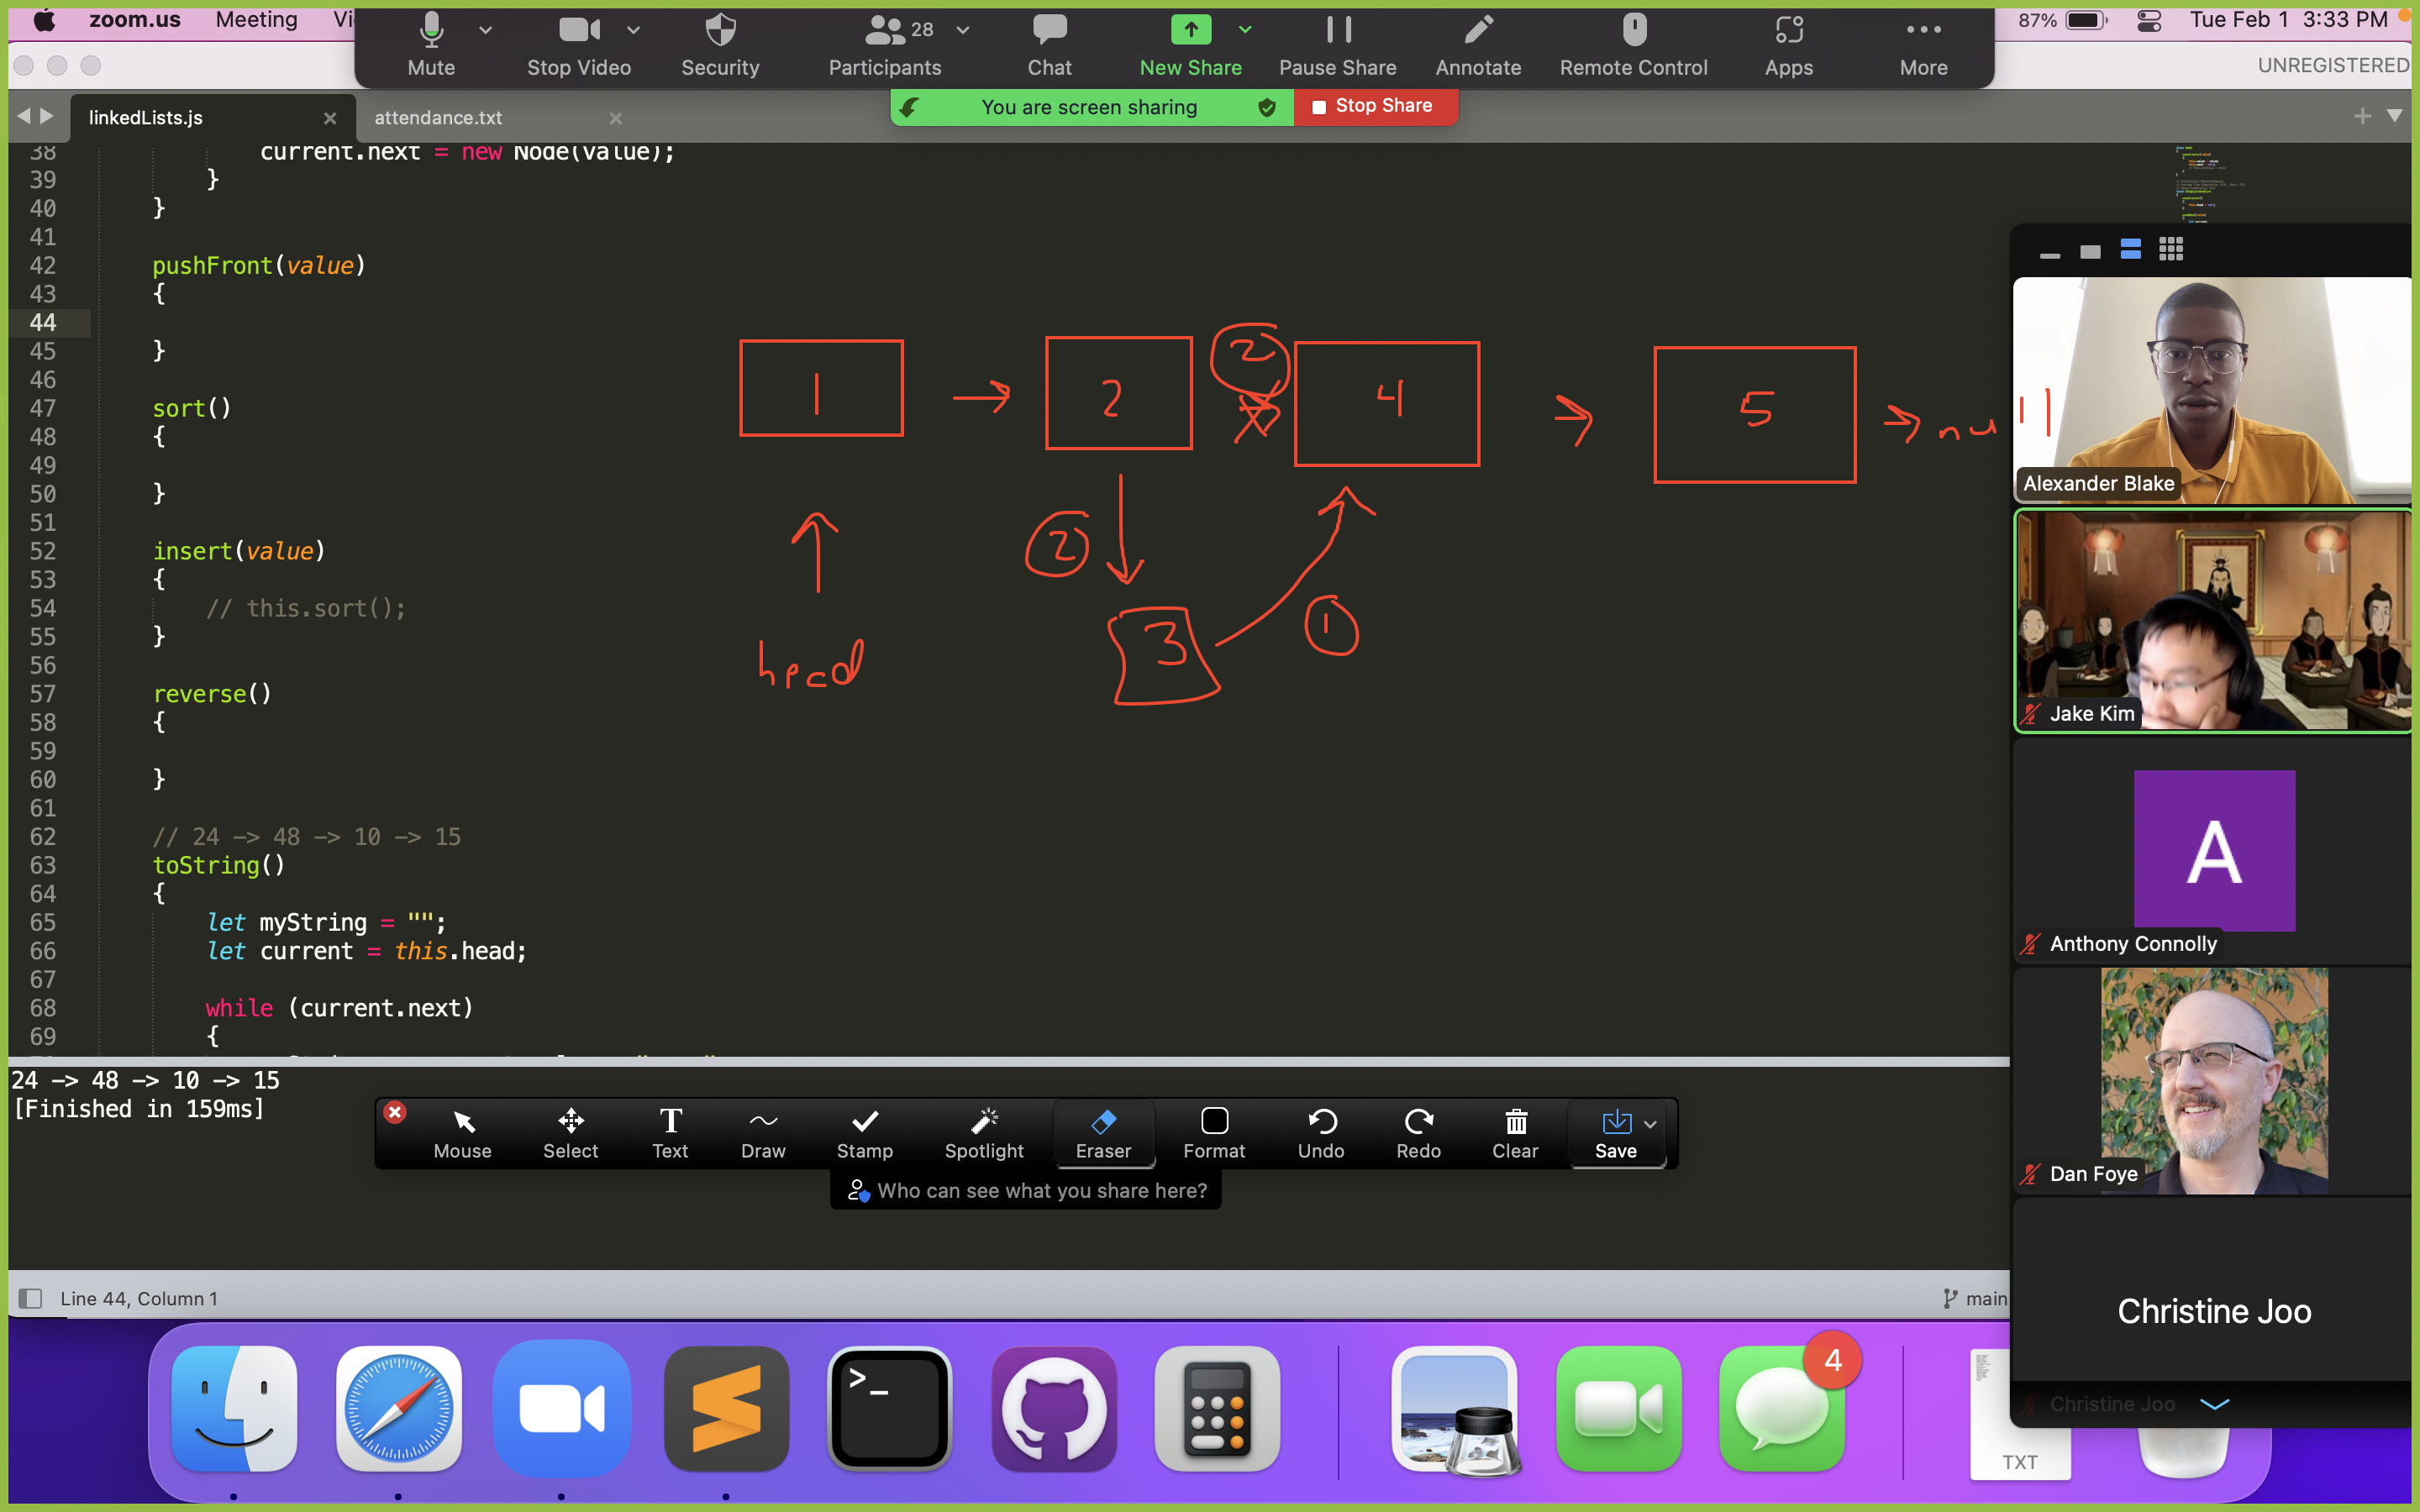 zoom.us Meeting Vi
87% Tue Feb 1 3:33 PM
Mute Stop Video Security 28 Participants Chat New Share Pause Share Annotate Remote Control Apps More
UNREGISTERED
You are screen sharing Stop Share
linkedLists.js attendance.txt
38 current.next = new Node(value);
39 }
40 }
41
42 pushFront(value)
43 {
44
45 }
46
47 sort()
48 {
49
50 }
51
52 insert(value)
53 {
54 // this.sort();
55 }
56
57 reverse()
58 {
59
60 }
61
62 // 24 -> 48 -> 10 -> 15
63 toString()
64 {
65 let myString = "";
66 let current = this.head;
67
68 while (current.next)
69 {
1 → 2 2 4 → 5 → null
2
3 1
head
Alexander Blake
Jake Kim
A
Anthony Connolly
Dan Foye
Christine Joo
Christine Joo
24 -> 48 -> 10 -> 15
[Finished in 159ms]
Mouse Select Text Draw Stamp Spotlight Eraser Format Undo Redo Clear Save
Who can see what you share here?
Line 44, Column 1 main
4
TXT